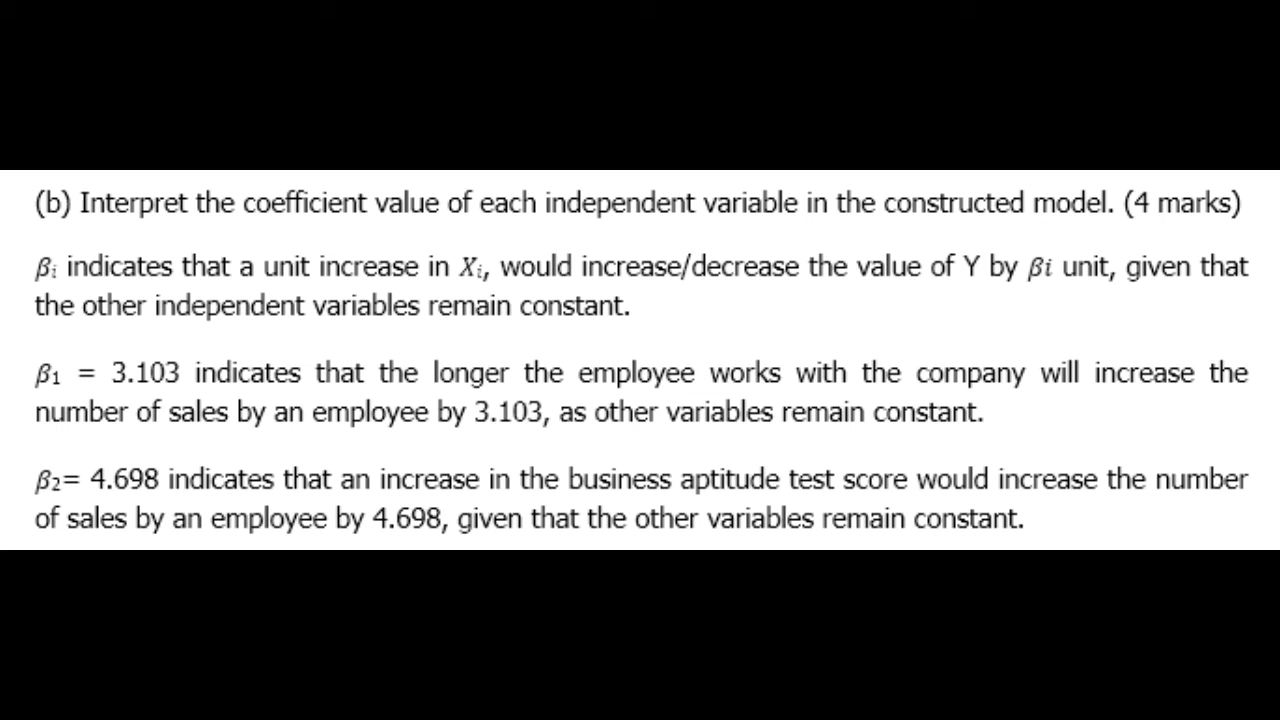 (b) Interpret the coefficient value of each independent variable in the constructed model. (4 marks)
βi indicates that a unit increase in Xi, would increase/decrease the value of Y by βi unit, given that
the other independent variables remain constant.
β1 = 3.103 indicates that the longer the employee works with the company will increase the
number of sales by an employee by 3.103, as other variables remain constant.
β2= 4.698 indicates that an increase in the business aptitude test score would increase the number
of sales by an employee by 4.698, given that the other variables remain constant.